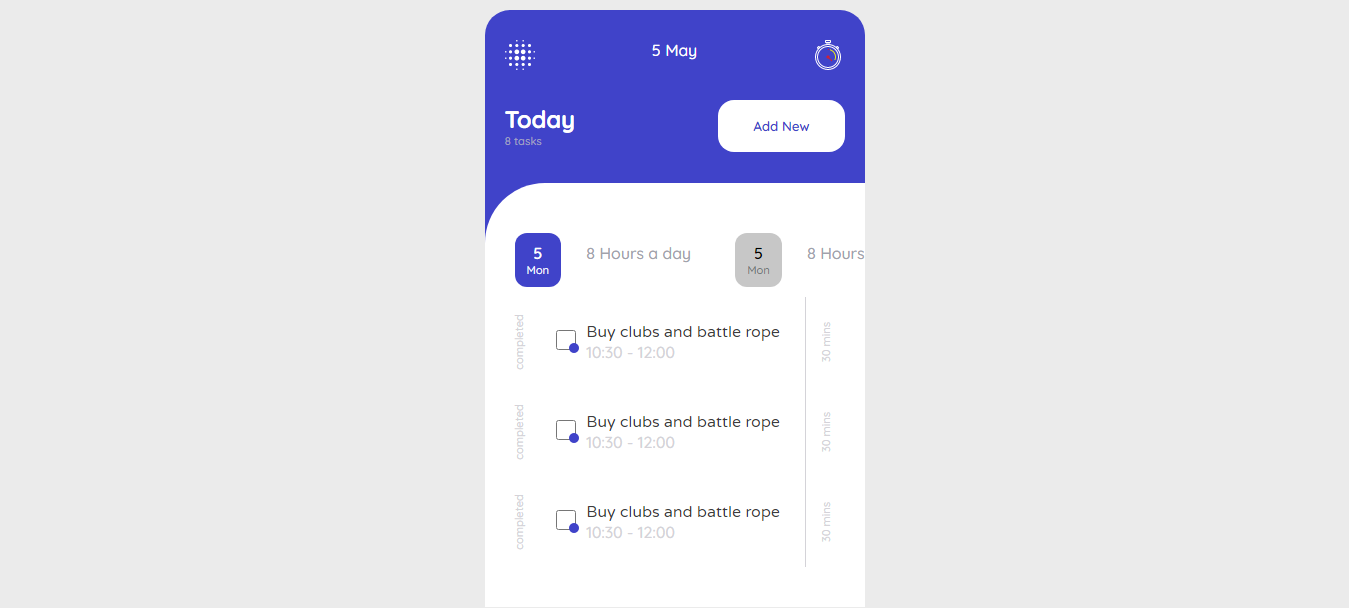 5 May
Today
8 tasks
Add New
5
Mon
8 Hours a day
5
Mon
8 Hours
completed
Buy clubs and battle rope
10:30 - 12:00
30 mins
completed
Buy clubs and battle rope
10:30 - 12:00
30 mins
completed
Buy clubs and battle rope
10:30 - 12:00
30 mins